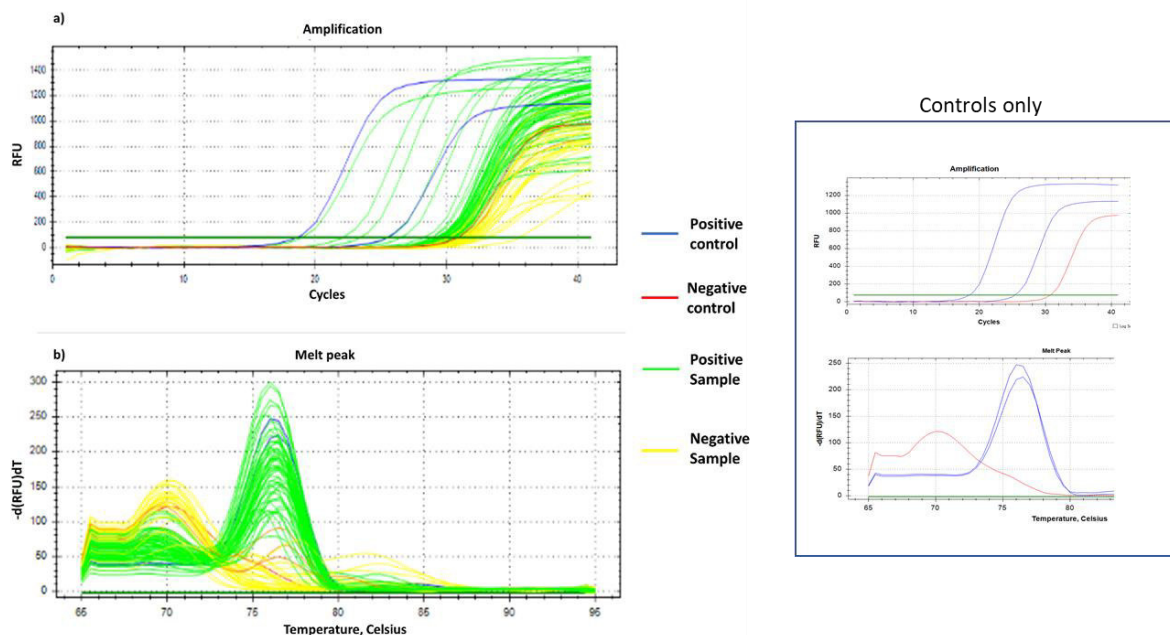 a)
Amplification
1400
1200
1000
800
600
400
200
0
RFU
0 10 20 30 40
Cycles
b)
Melt peak
300
250
200
150
100
50
0
-d((RFU)dT
65 70 75 80 85 90 95
Temperature, Celsius
Positive
control
Negative
control
Positive
Sample
Negative
Sample
Controls only
Amplification
1200
1000
800
600
400
200
0
RFU
0 10 20 30 40
Cycles
Melt Peak
250
200
150
100
50
0
-d(RFU)/dT
65 70 75 80
Temperature, Celsius